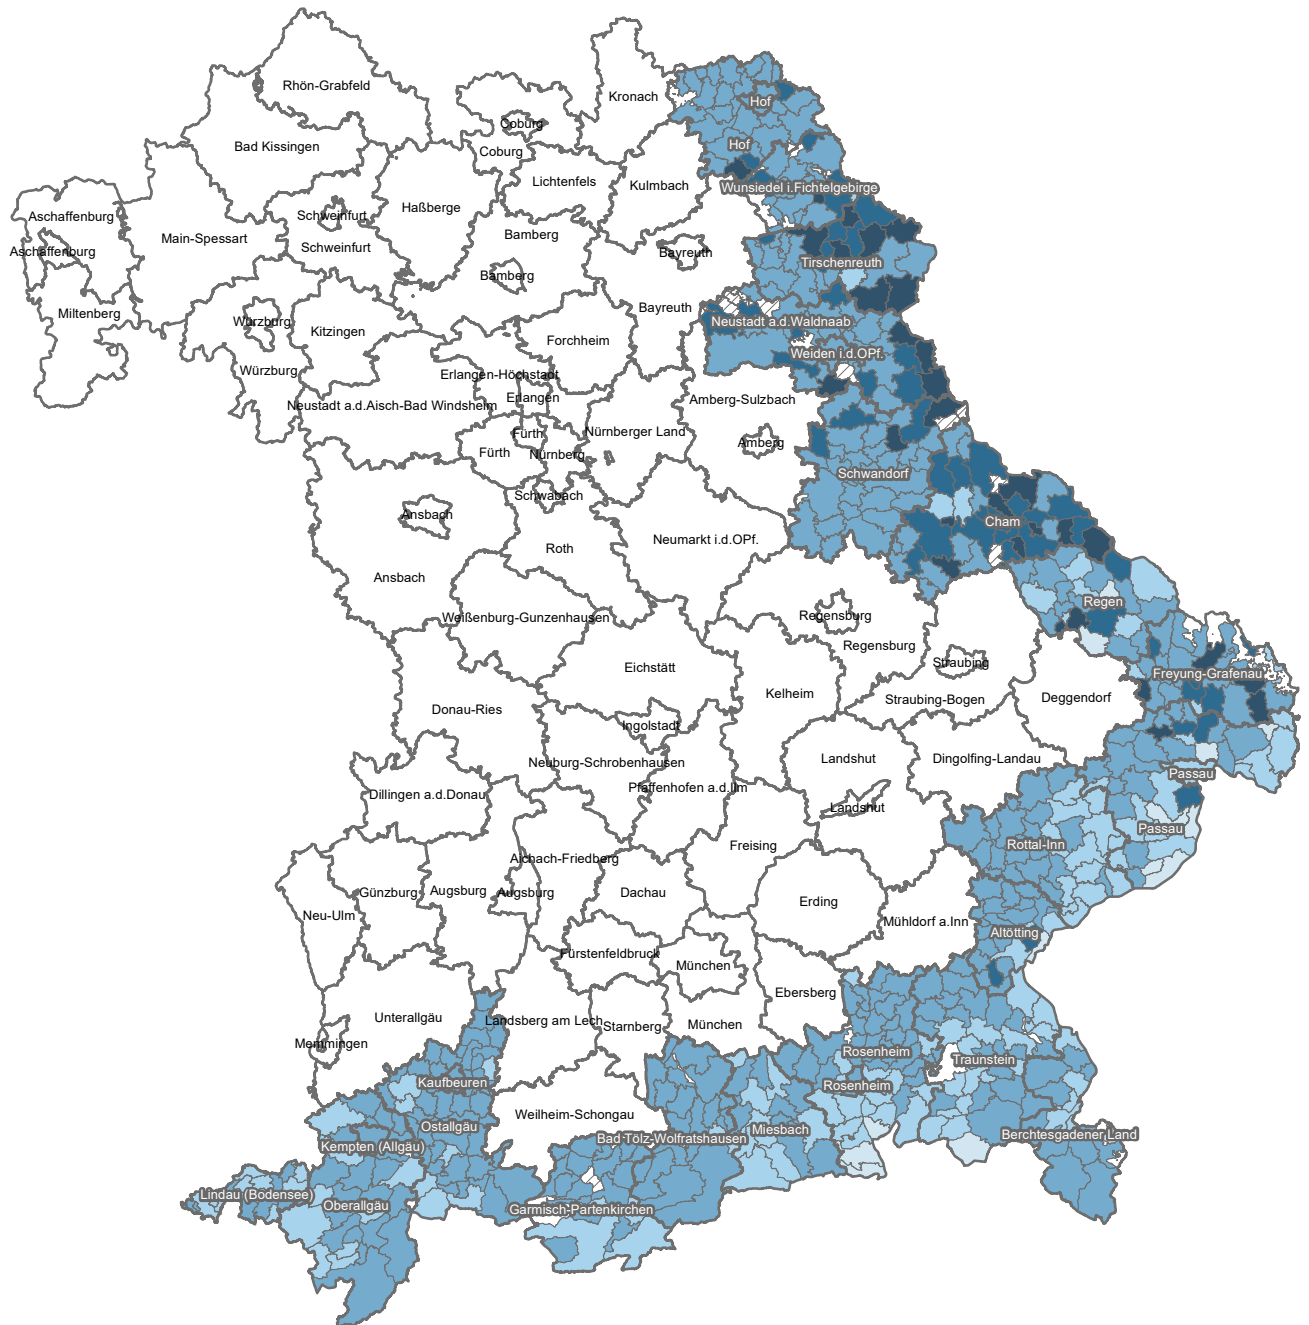 Rhön-Grabfeld
Kronach
Hof
Coburg
Hof
Bad Kissingen
Coburg
Lichtenfels
Kulmbach
Wunsiedel i.Fichtelgebirge
Aschaffenburg
Schweinfurt
Haßberge
Main-Spessart
Schweinfurt
Bamberg
Aschaffenburg
Bayreuth
Tirschenreuth
Bamberg
Miltenberg
Würzburg
Kitzingen
Bayreuth
Neustadt a.d.Waldnaab
Forchheim
Weiden i.d.OPf.
Würzburg
Erlangen-Höchstadt
Erlangen
Neustadt a.d.Aisch-Bad Windsheim
Amberg-Sulzbach
Fürth
Nürnberger Land
Amberg
Fürth
Nürnberg
Schwandorf
Schwabach
Ansbach
Cham
Roth
Neumarkt i.d.OPf.
Ansbach
Regen
Weißenburg-Gunzenhausen
Regensburg
Regensburg
Eichstätt
Straubing
Freyung-Grafenau
Kelheim
Straubing-Bogen
Deggendorf
Donau-Ries
Ingolstadt
Neuburg-Schrobenhausen
Landshut
Dingolfing-Landau
Passau
Pfaffenhofen a.d.Ilm
Dillingen a.d.Donau
Landshut
Passau
Freising
Rottal-Inn
Aichach-Friedberg
Günzburg
Augsburg
Augsburg
Dachau
Erding
Neu-Ulm
Mühldorf a.Inn
Altötting
Fürstenfeldbruck
München
Ebersberg
Unterallgäu
Landsberg am Lech
Starnberg
München
Memmingen
Rosenheim
Traunstein
Kaufbeuren
Rosenheim
Weilheim-Schongau
Ostallgäu
Miesbach
Berchtesgadener Land
Bad Tölz-Wolfratshausen
Kempten (Allgäu)
Lindau (Bodensee)
Oberallgäu
Garmisch-Partenkirchen